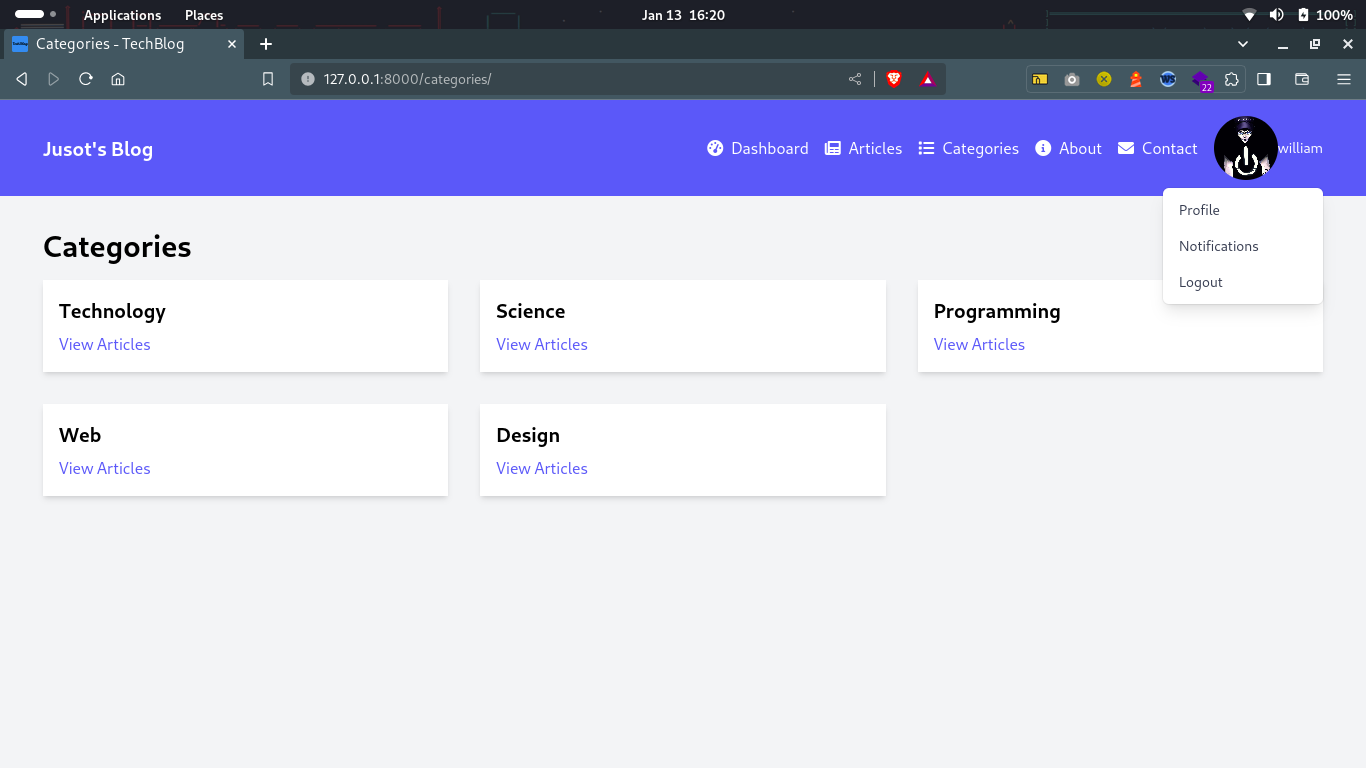 Applications Places Jan 13 16:20 100%
Categories - TechBlog
127.0.0.1:8000/categories/ 22
Jusot's Blog Dashboard Articles Categories About Contact william
Profile
Notifications
Logout
Categories
Technology Science Programming
View Articles View Articles View Articles
Web Design
View Articles View Articles